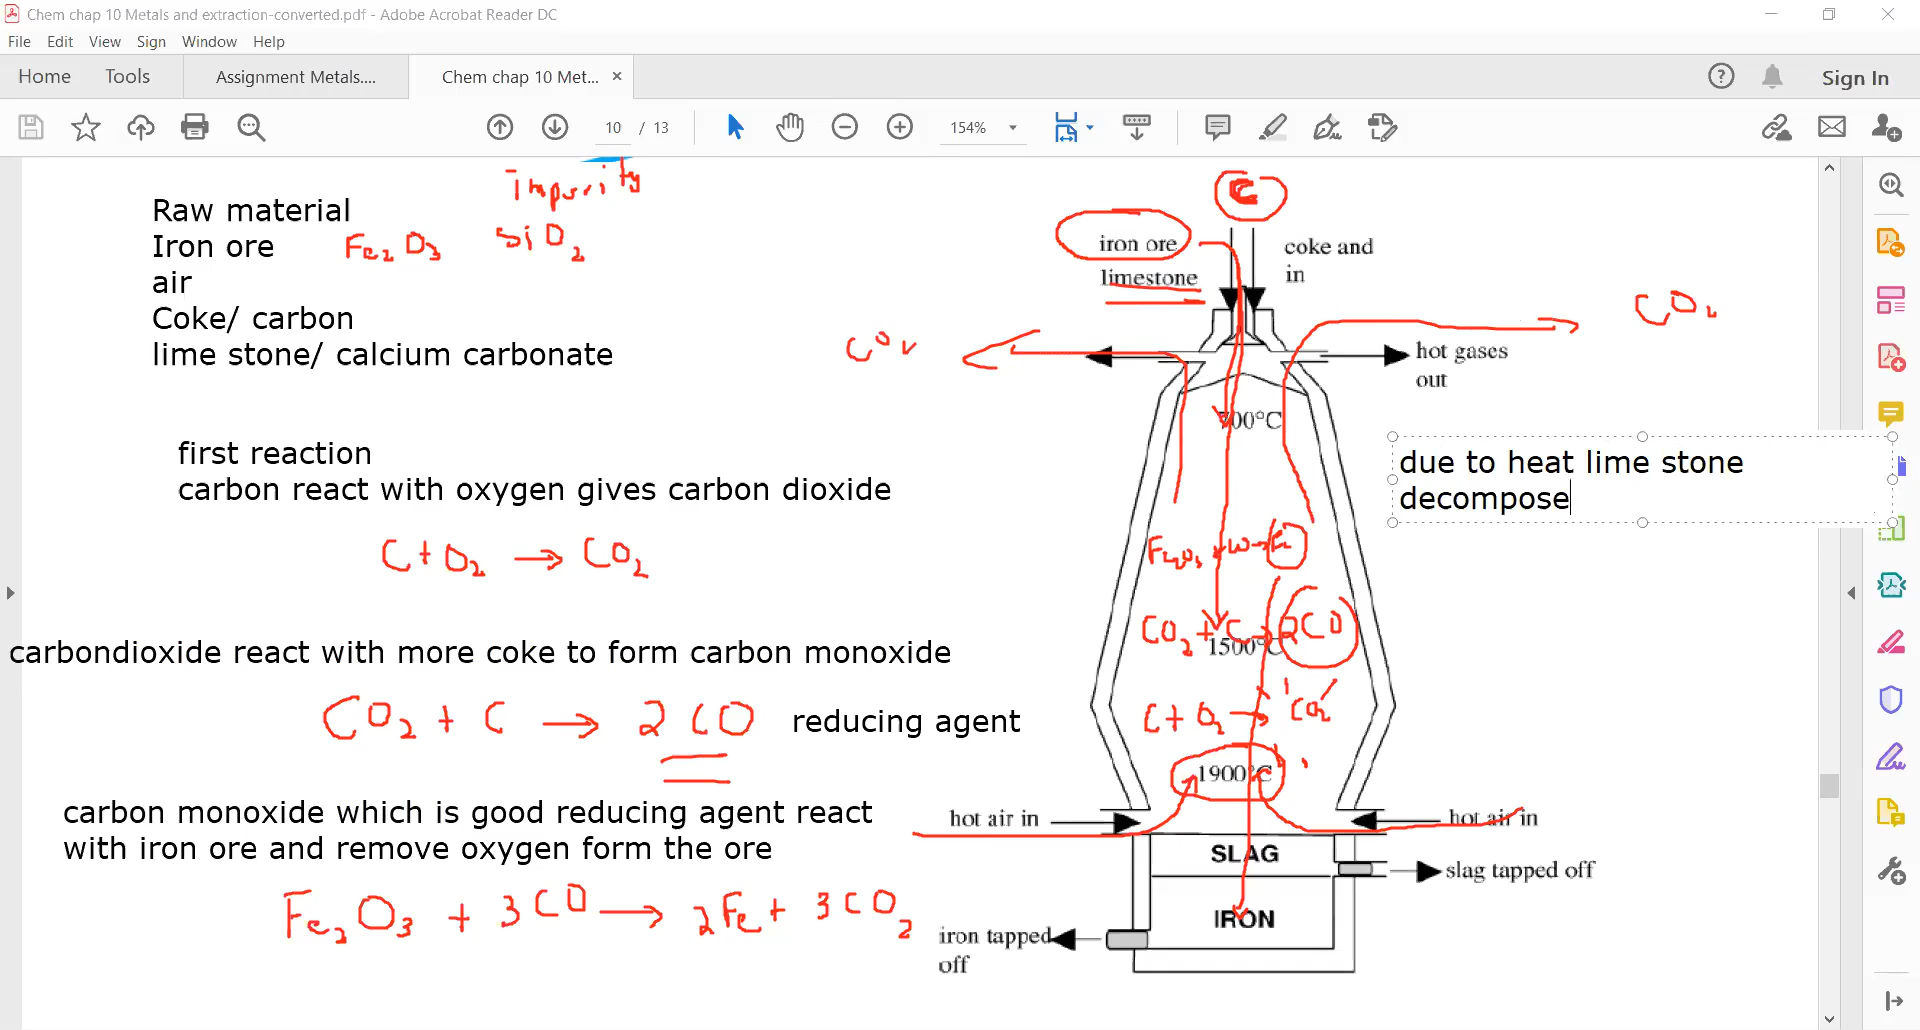 Chem chap 10 Metals and extraction-converted.pdf - Adobe Acrobat Reader DC
File Edit View Sign Window Help
Home Tools Assignment Metals.... Chem chap 10 Met... × Sign In
10 / 13 154%
impurity
Raw material
Iron ore Fe2O3 SiO2
air
Coke/ carbon
lime stone/ calcium carbonate
first reaction
carbon react with oxygen gives carbon dioxide
C + O2 → CO2
carbondioxide react with more coke to form carbon monoxide
CO2 + C → 2CO reducing agent
carbon monoxide which is good reducing agent react
with iron ore and remove oxygen form the ore
Fe2O3 + 3CO → 2Fe + 3CO2
C
iron ore
limestone
coke and
in
CO2
hot gases
out
700°C
Fe2O3
CO2 + C → 2CO
1500°C
C + O2 → CO2
1900°C
hot air in
hot air in
SLAG
slag tapped off
IRON
iron tapped
off
due to heat lime stone
decompose